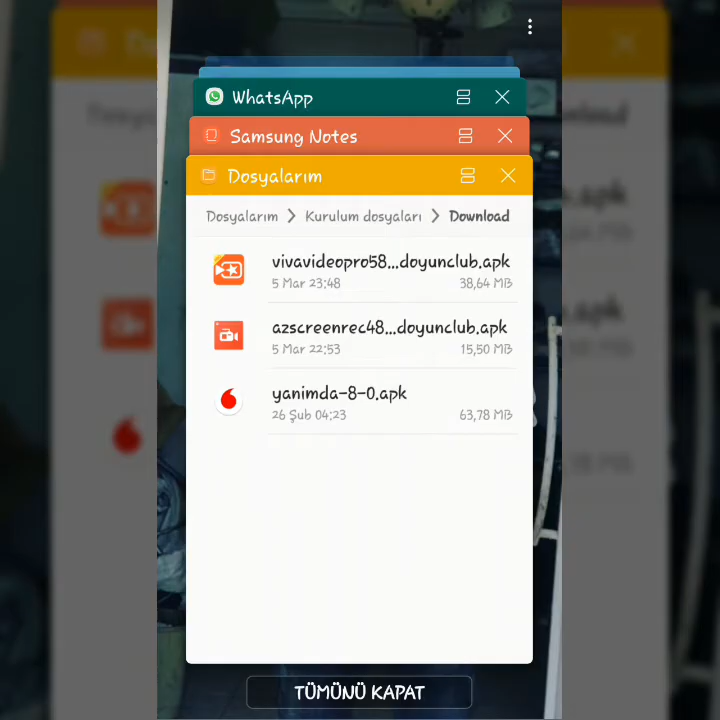 WhatsApp
Samsung Notes
Dosyalarım
Dosyalarım > Kurulum dosyaları > Download
vivavideopro58...doyunclub.apk
5 Mar 23:48 38,64 MB
azscreenrec48...doyunclub.apk
5 Mar 22:53 15,50 MB
yanimda-8-0.apk
26 Şub 04:23 63,78 MB
TÜMÜNÜ KAPAT